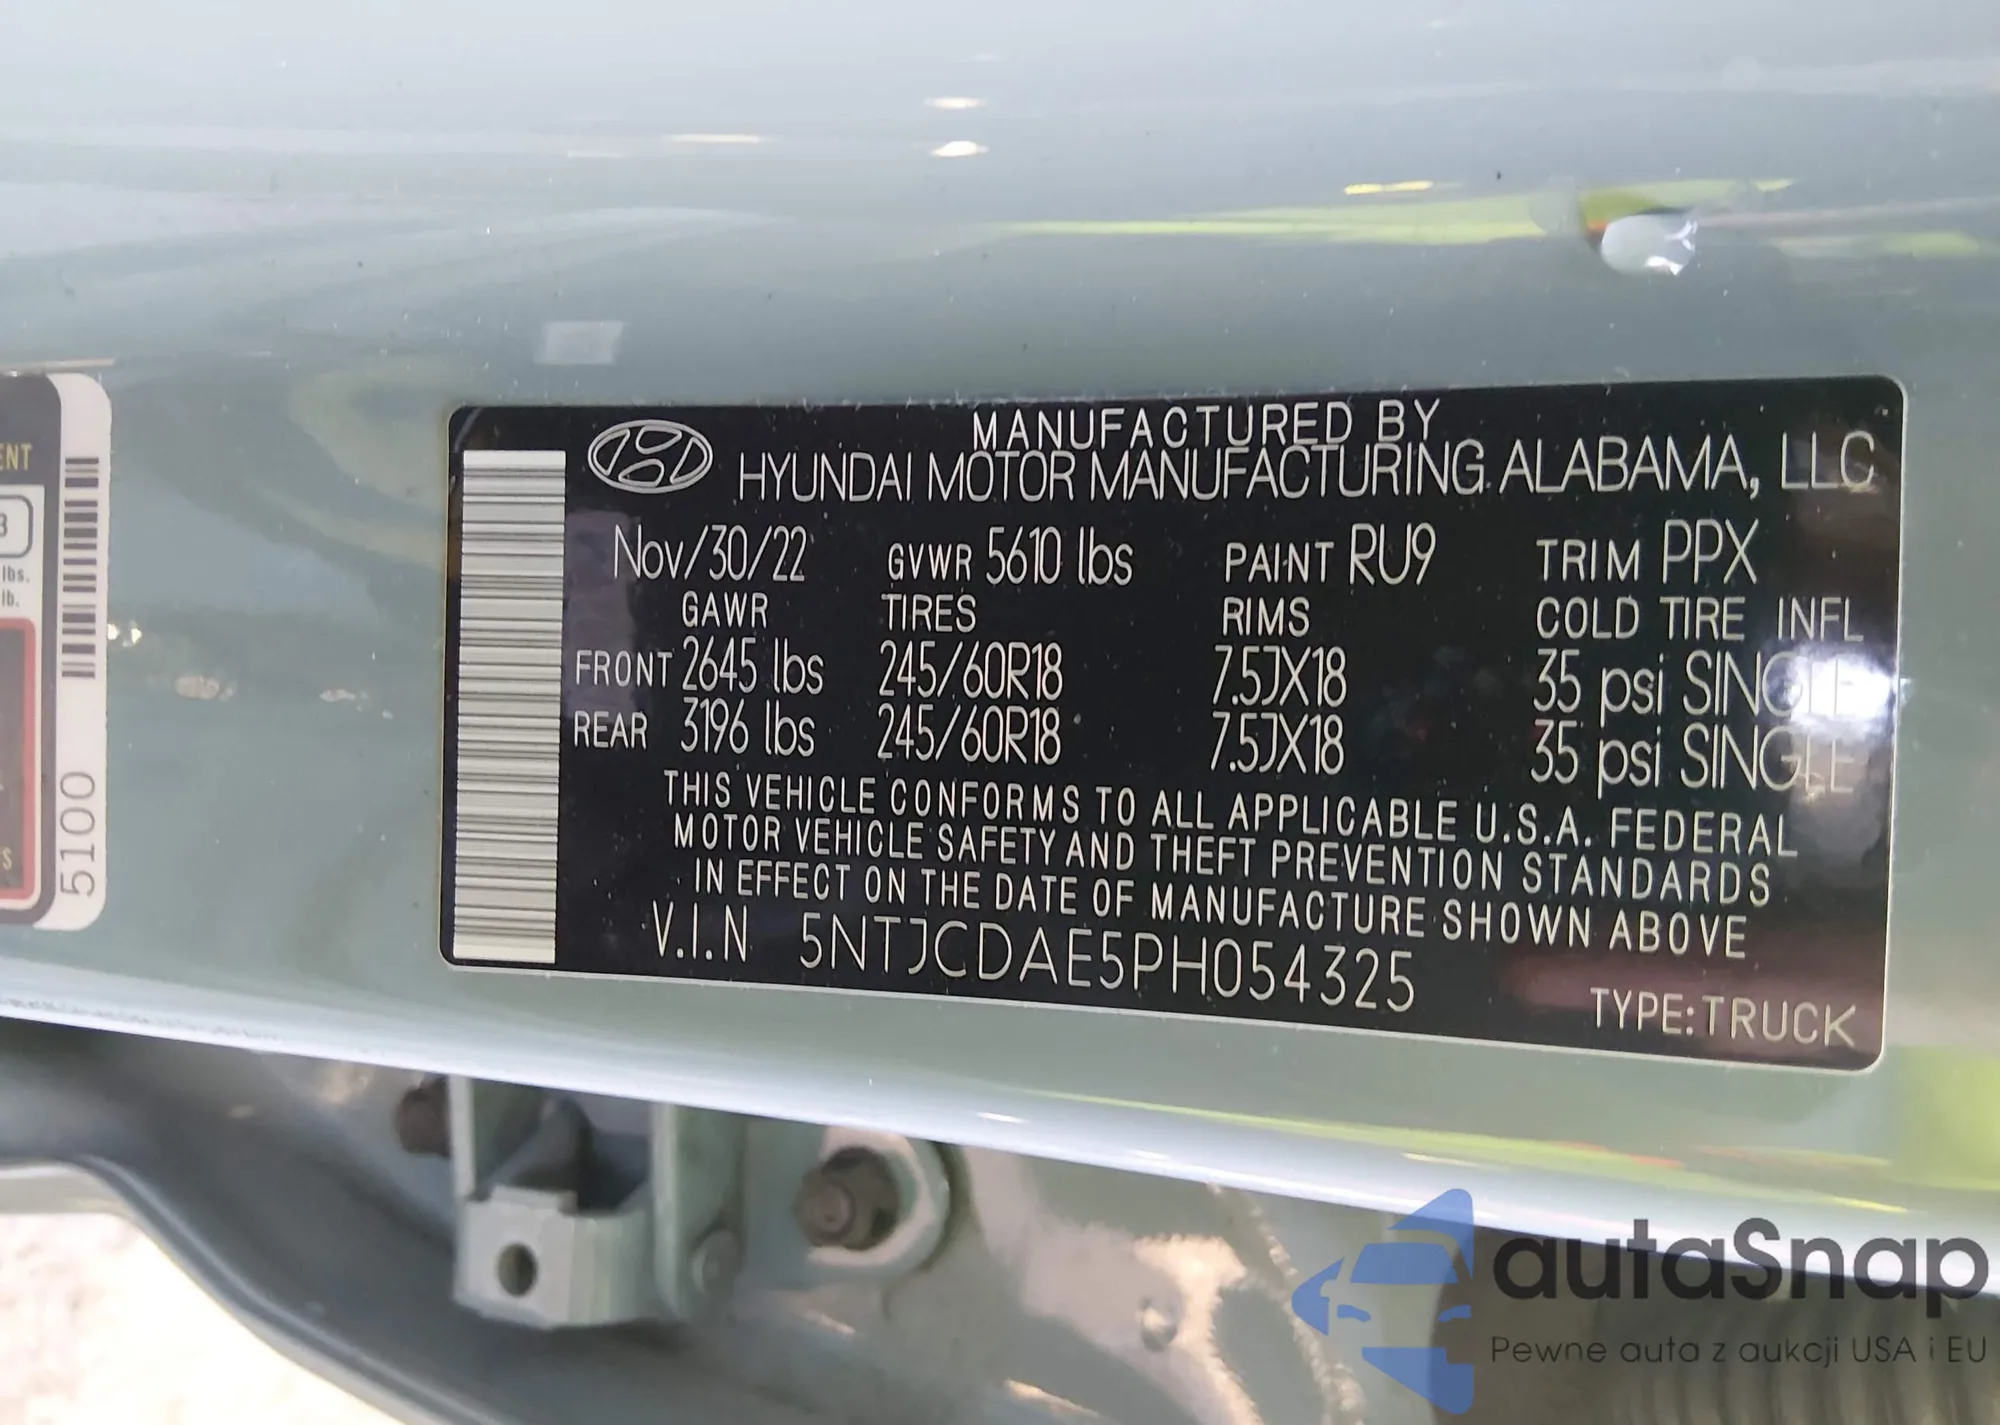 MANUFACTURED BY
HYUNDAI MOTOR MANUFACTURING ALABAMA, LLC
Nov/30/22 GVWR 5610 lbs PAINT RU9 TRIM PPX
GAWR TIRES RIMS COLD TIRE INFL
FRONT 2645 lbs 245/60R18 7.5JX18 35 psi SINGLE
REAR 3196 lbs 245/60R18 7.5JX18 35 psi SINGLE
THIS VEHICLE CONFORMS TO ALL APPLICABLE U.S.A. FEDERAL
MOTOR VEHICLE SAFETY AND THEFT PREVENTION STANDARDS
IN EFFECT ON THE DATE OF MANUFACTURE SHOWN ABOVE
V.I.N 5NTJCDAE5PH054325
TYPE:TRUCK
lbs.
lb.
5100
autaSnap
Pewne auta z aukcji USA i EU